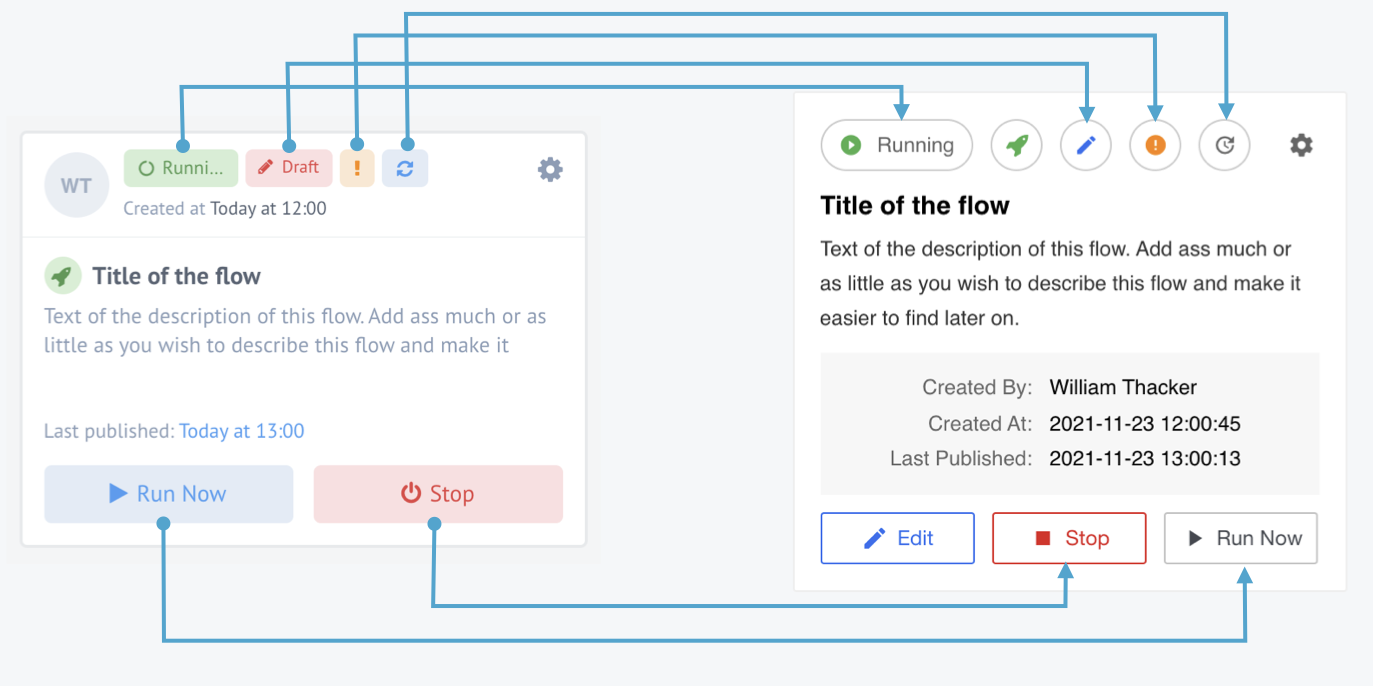 WT
Runni...
Draft
Created at Today at 12:00
Title of the flow
Text of the description of this flow. Add ass much or as
little as you wish to describe this flow and make it
Last published: Today at 13:00
Run Now
Stop
Running
Title of the flow
Text of the description of this flow. Add ass much or
as little as you wish to describe this flow and make it
easier to find later on.
Created By: William Thacker
Created At: 2021-11-23 12:00:45
Last Published: 2021-11-23 13:00:13
Edit
Stop
Run Now